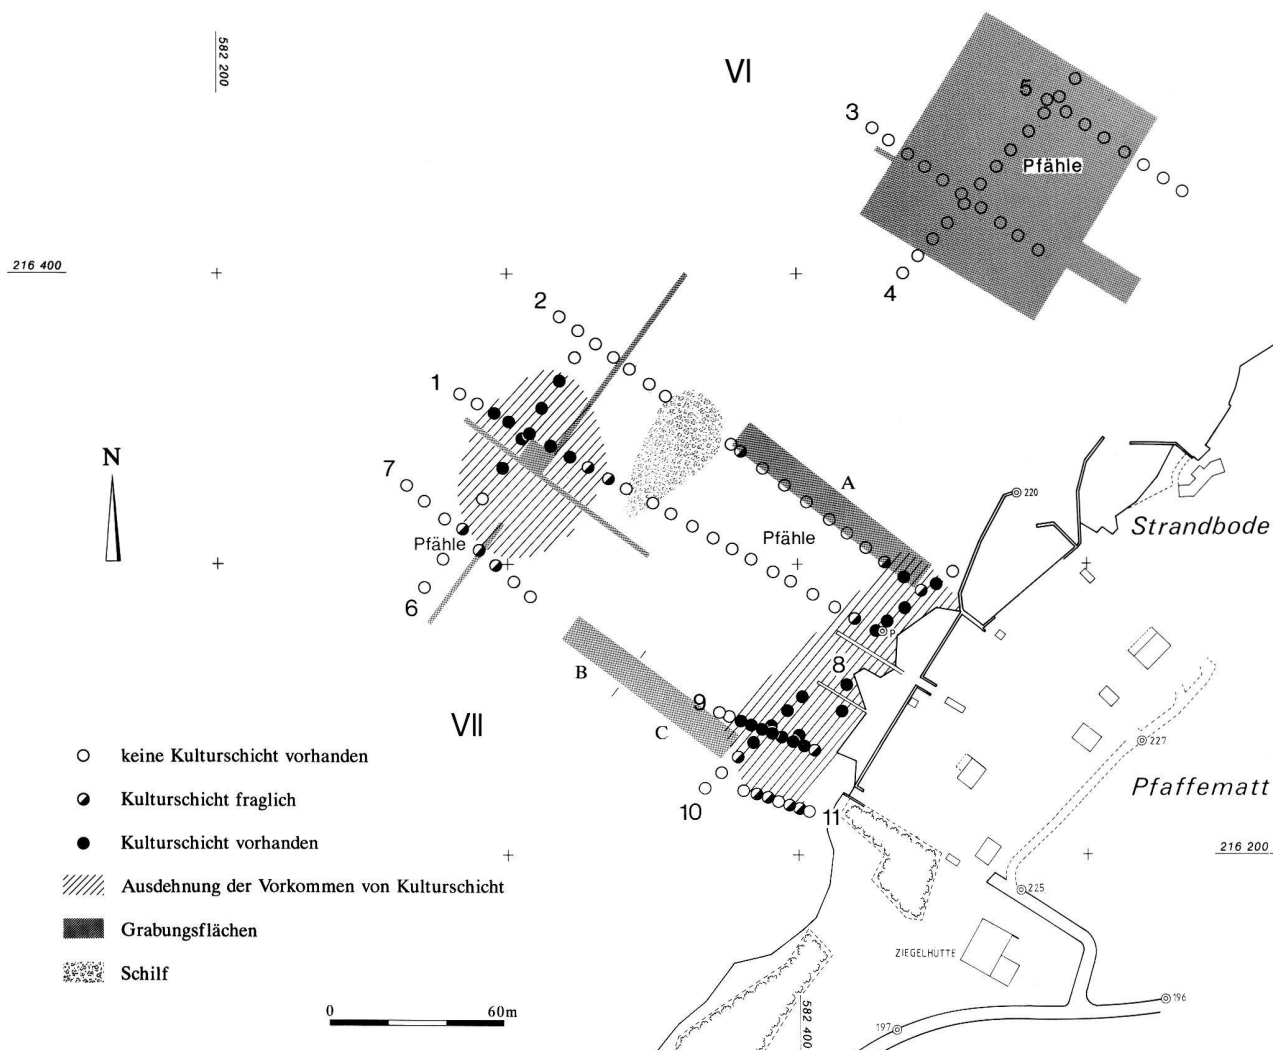 582 200
VI
5
3
Pfähle
216 400
4
2
1
N
7
A
Pfähle
Pfähle
220
Strandbode
6
P
8
B
9
VII
C
227
Pfaffematt
10
11
216 200
225
ZIEGELHÜTTE
196
197
582 400
keine Kulturschicht vorhanden
Kulturschicht fraglich
Kulturschicht vorhanden
Ausdehnung der Vorkommen von Kulturschicht
Grabungsflächen
Schilf
0 60m